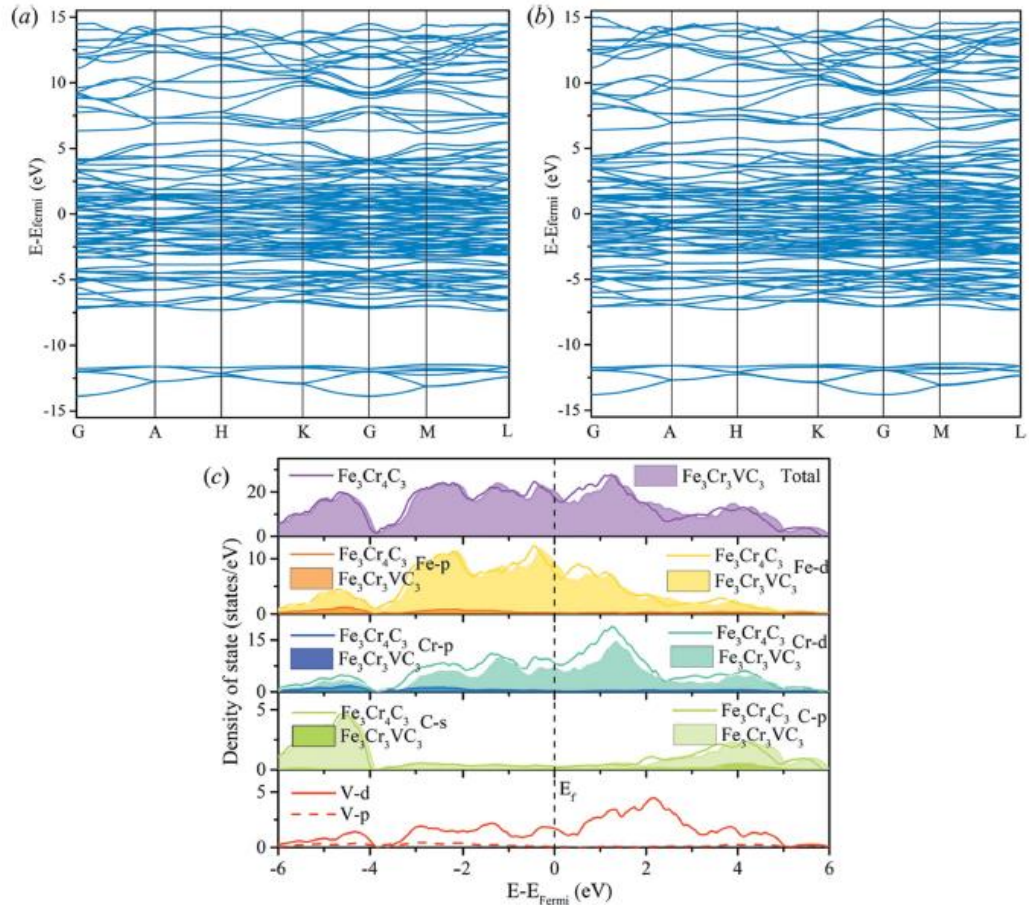 (a)
(b)
15
10
5
0
-5
-10
-15
E-E_Fermi (eV)
G A H K G M L
15
10
5
0
-5
-10
-15
E-E_Fermi (eV)
G A H K G M L
(c)
Fe₃Cr₄C₃
Fe₃Cr₃VC₃ Total
20
0
Fe₃Cr₄C₃ Fe-p
Fe₃Cr₃VC₃
Fe₃Cr₄C₃ Fe-d
Fe₃Cr₃VC₃
10
0
Fe₃Cr₄C₃ Cr-p
Fe₃Cr₃VC₃
Fe₃Cr₄C₃ Cr-d
Fe₃Cr₃VC₃
15
0
Fe₃Cr₄C₃ C-s
Fe₃Cr₃VC₃
Fe₃Cr₄C₃ C-p
Fe₃Cr₃VC₃
5
0
V-d
V-p
E_f
5
0
-6 -4 -2 0 2 4 6
Density of state (states/eV)
E-E_Fermi (eV)